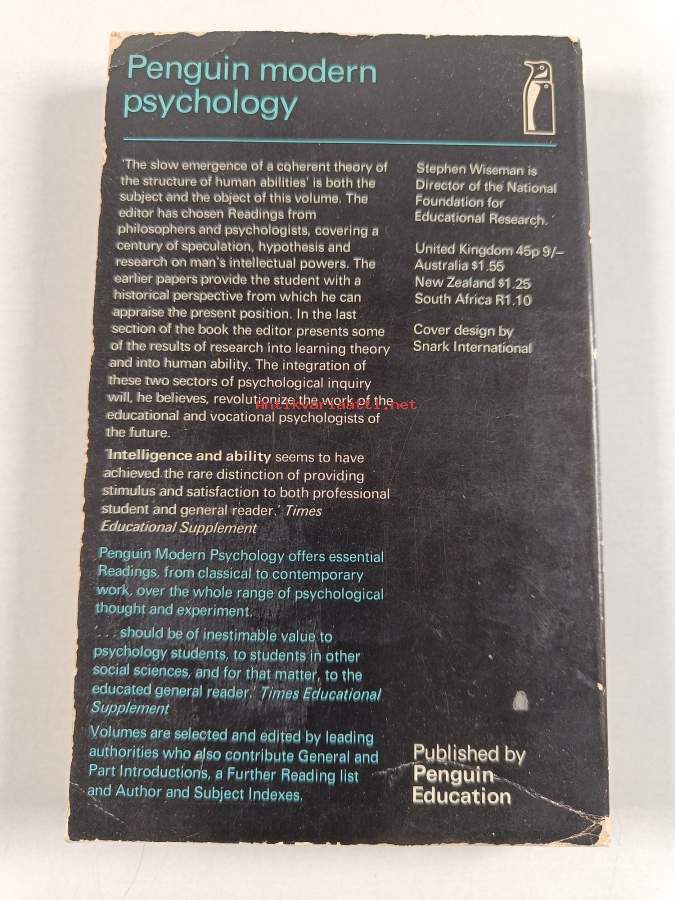 Penguin modern
psychology
'The slow emergence of a coherent theory of
the structure of human abilities' is both the
subject and the object of this volume. The
editor has chosen Readings from
philosophers and psychologists, covering a
century of speculation, hypothesis and
research on man's intellectual powers. The
earlier papers provide the student with a
historical perspective from which he can
appraise the present position. In the last
section of the book the editor presents some
of the results of research into learning theory
and into human ability. The integration of
these two sectors of psychological inquiry
will, he believes, revolutionize the work of the
educational and vocational psychologists of
the future.
'Intelligence and ability seems to have
achieved the rare distinction of providing
stimulus and satisfaction to both professional
student and general reader.' Times
Educational Supplement
Penguin Modern Psychology offers essential
Readings, from classical to contemporary
work, over the whole range of psychological
thought and experiment.
'. . . should be of inestimable value to
psychology students, to students in other
social sciences, and for that matter, to the
educated general reader.' Times Educational
Supplement
Volumes are selected and edited by leading
authorities who also contribute General and
Part Introductions, a Further Reading list
and Author and Subject Indexes.
Stephen Wiseman is
Director of the National
Foundation for
Educational Research.
United Kingdom 45p 9/–
Australia $1.55
New Zealand $1.25
South Africa R1.10
Cover design by
Snark International
Published by
Penguin
Education
Antikvariaatti.net